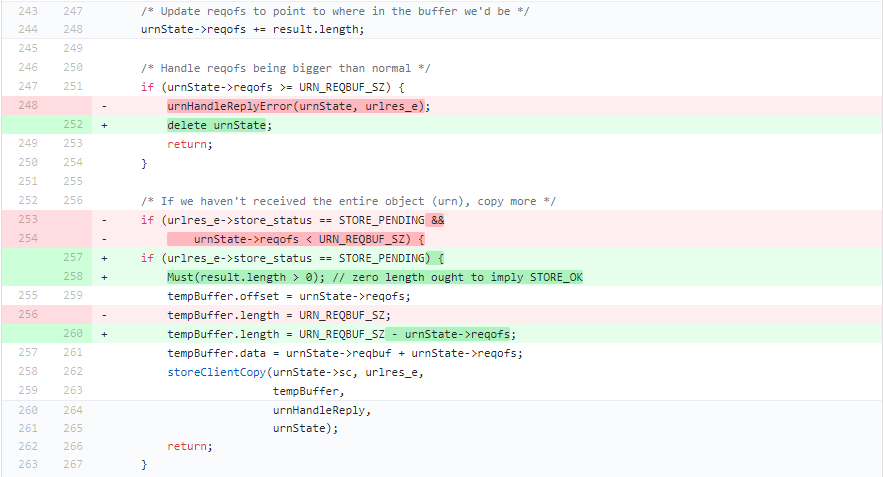 243 247 /* Update reqofs to point to where in the buffer we'd be */
244 248 urnState->reqofs += result.length;
245 249
246 250 /* Handle reqofs being bigger than normal */
247 251 if (urnState->reqofs >= URN_REQBUF_SZ) {
248 - urnHandleReplyError(urnState, urlres_e);
252 + delete urnState;
249 253 return;
250 254 }
251 255
252 256 /* If we haven't received the entire object (urn), copy more */
253 - if (urlres_e->store_status == STORE_PENDING &&
254 - urnState->reqofs < URN_REQBUF_SZ) {
257 + if (urlres_e->store_status == STORE_PENDING) {
258 + Must(result.length > 0); // zero length ought to imply STORE_OK
255 259 tempBuffer.offset = urnState->reqofs;
256 - tempBuffer.length = URN_REQBUF_SZ;
260 + tempBuffer.length = URN_REQBUF_SZ - urnState->reqofs;
257 261 tempBuffer.data = urnState->reqbuf + urnState->reqofs;
258 262 storeClientCopy(urnState->sc, urlres_e,
259 263 tempBuffer,
260 264 urnHandleReply,
261 265 urnState);
262 266 return;
263 267 }